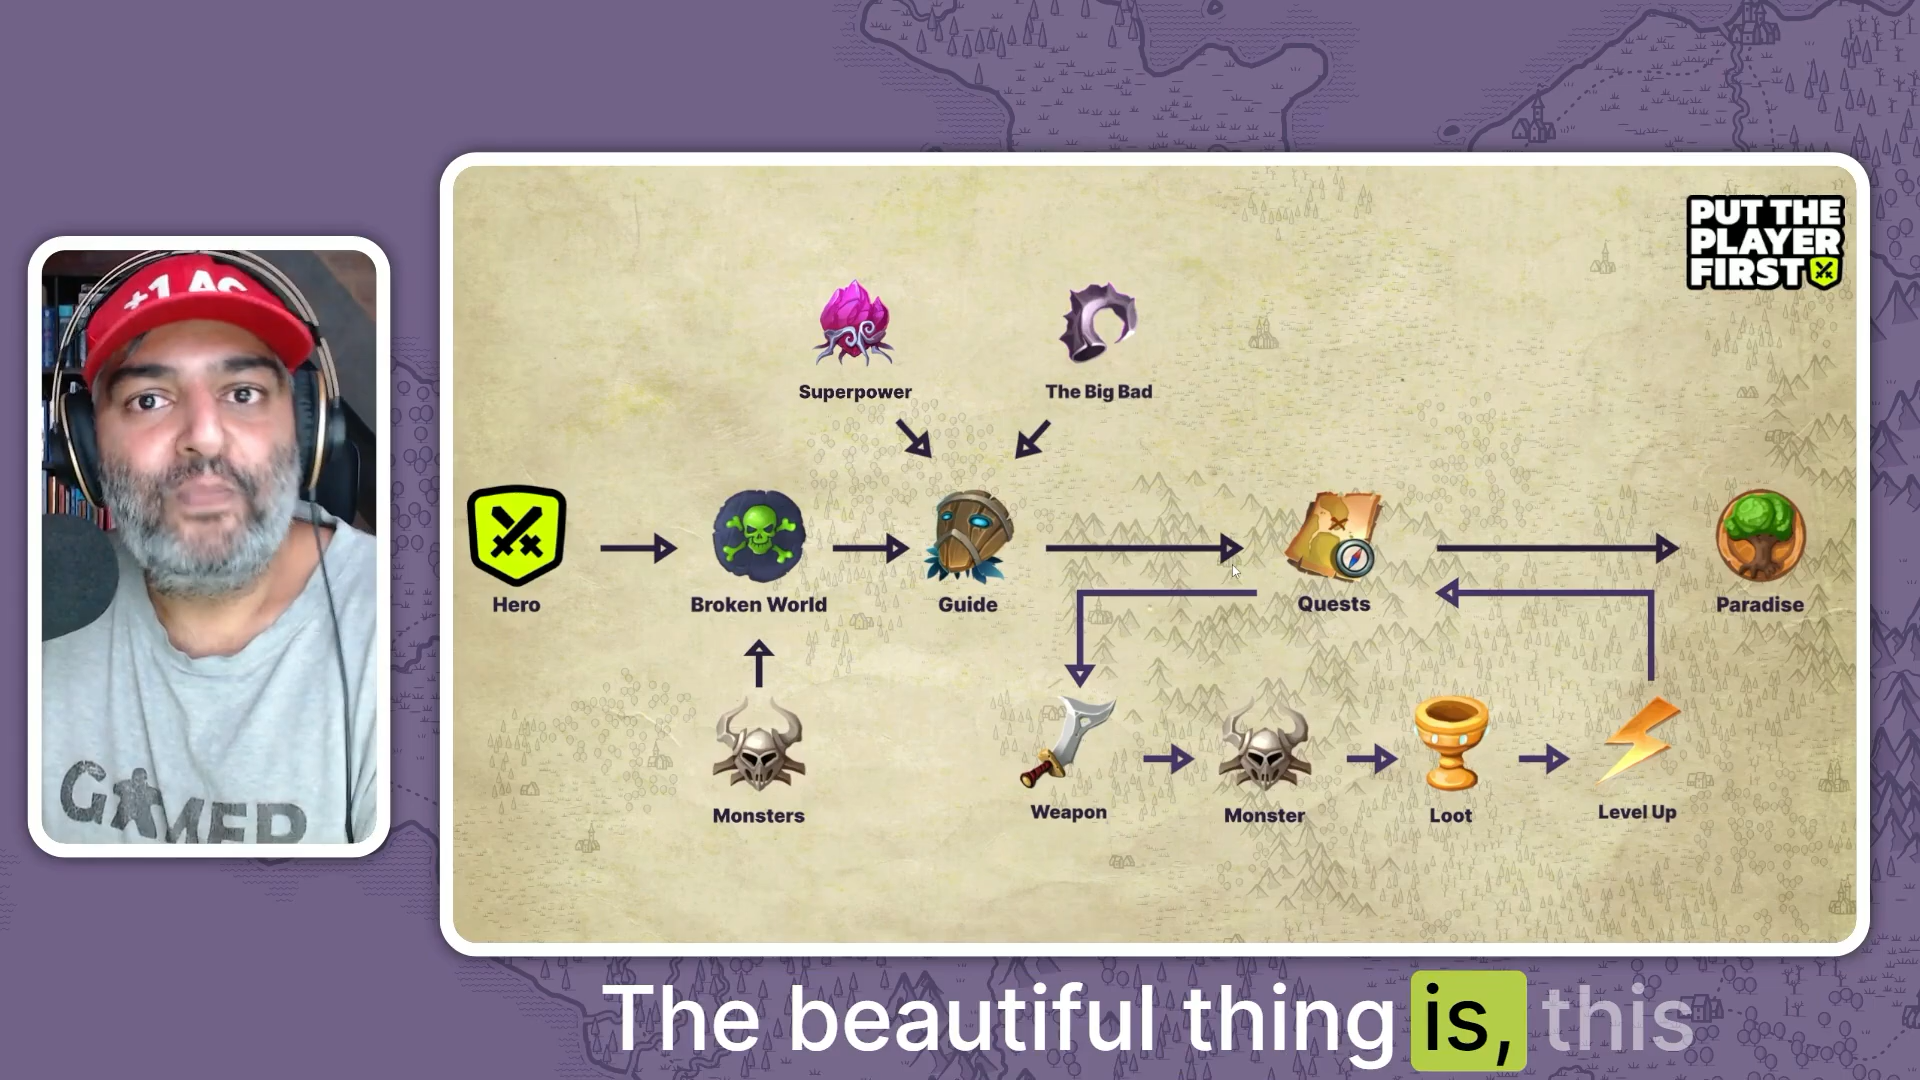 PUT THE
PLAYER
FIRST
Superpower
The Big Bad
Hero
Broken World
Guide
Quests
Paradise
Monsters
Weapon
Monster
Loot
Level Up
GAMER
The beautiful thing is, this